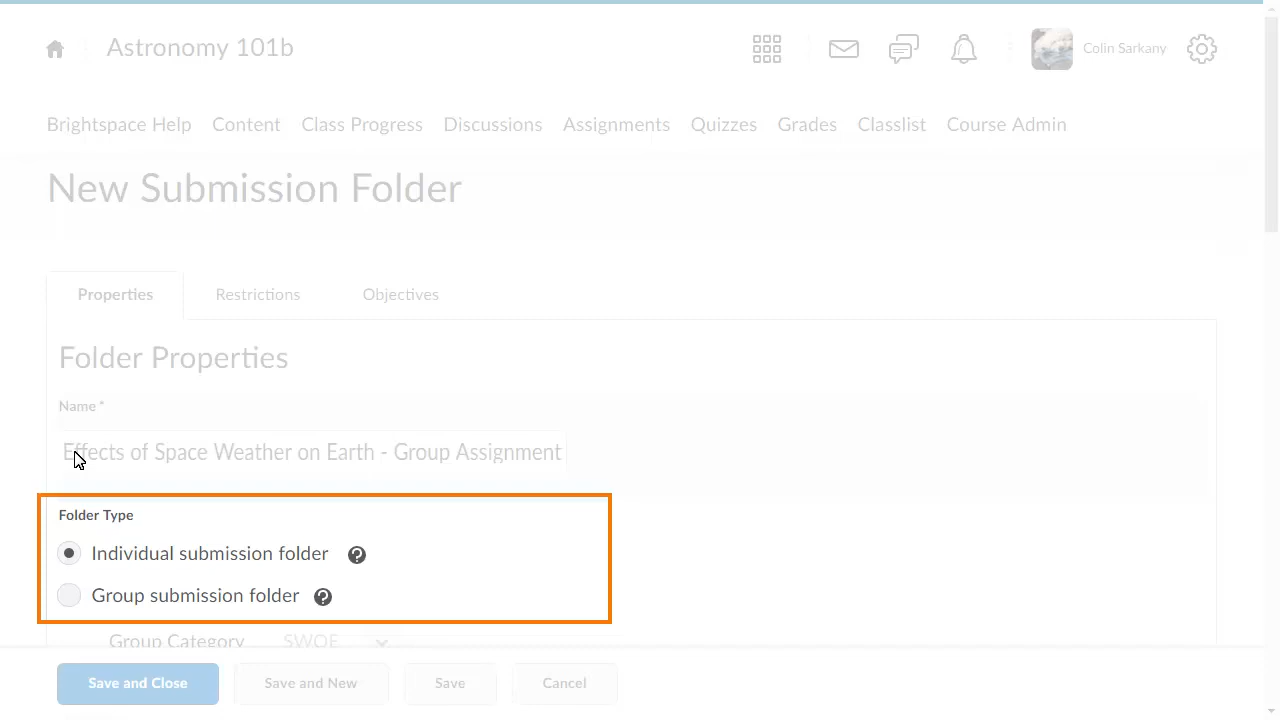 Astronomy 101b
Colin Sarkany
Brightspace Help Content Class Progress Discussions Assignments Quizzes Grades Classlist Course Admin
New Submission Folder
Properties Restrictions Objectives
Folder Properties
Name *
Effects of Space Weather on Earth - Group Assignment
Folder Type
Individual submission folder ?
Group submission folder ?
Group Category SWOE
Save and Close Save and New Save Cancel